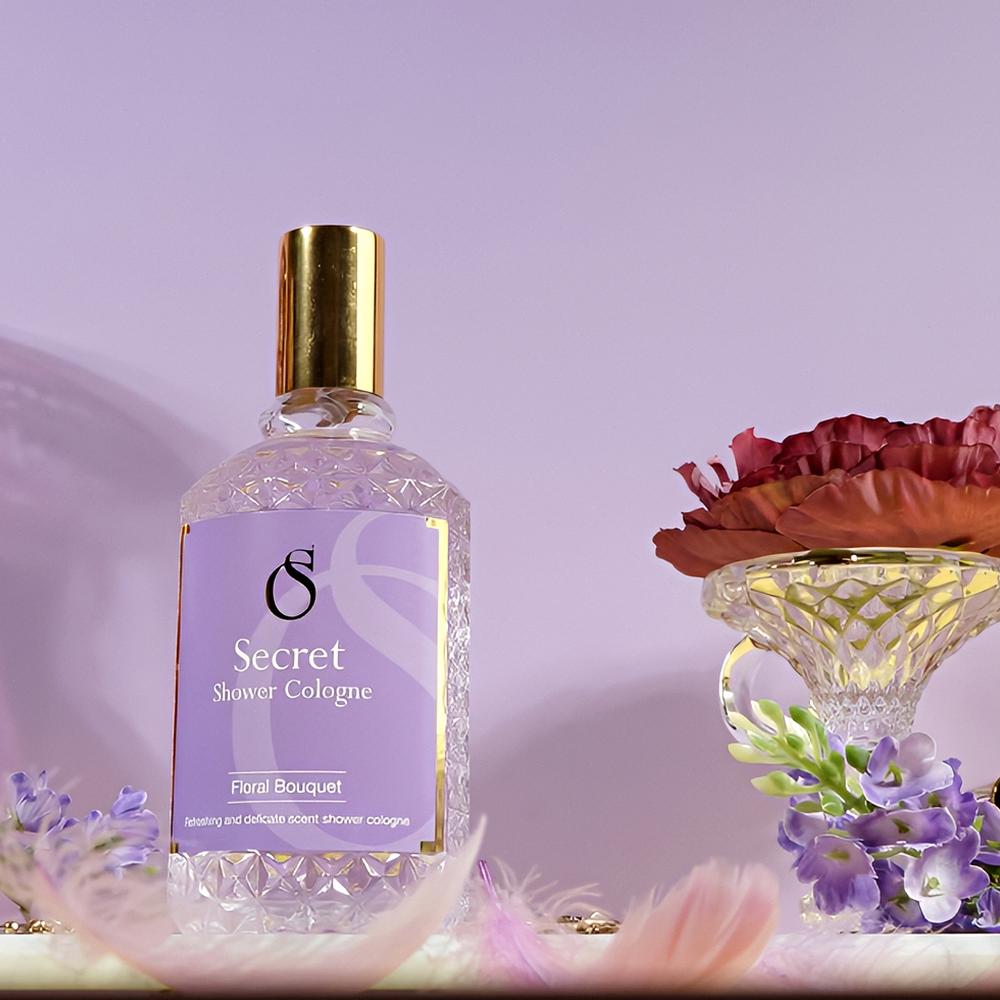 S
Secret
Shower Cologne
Floral Bouquet
Refreshing and delicate scent shower cologne